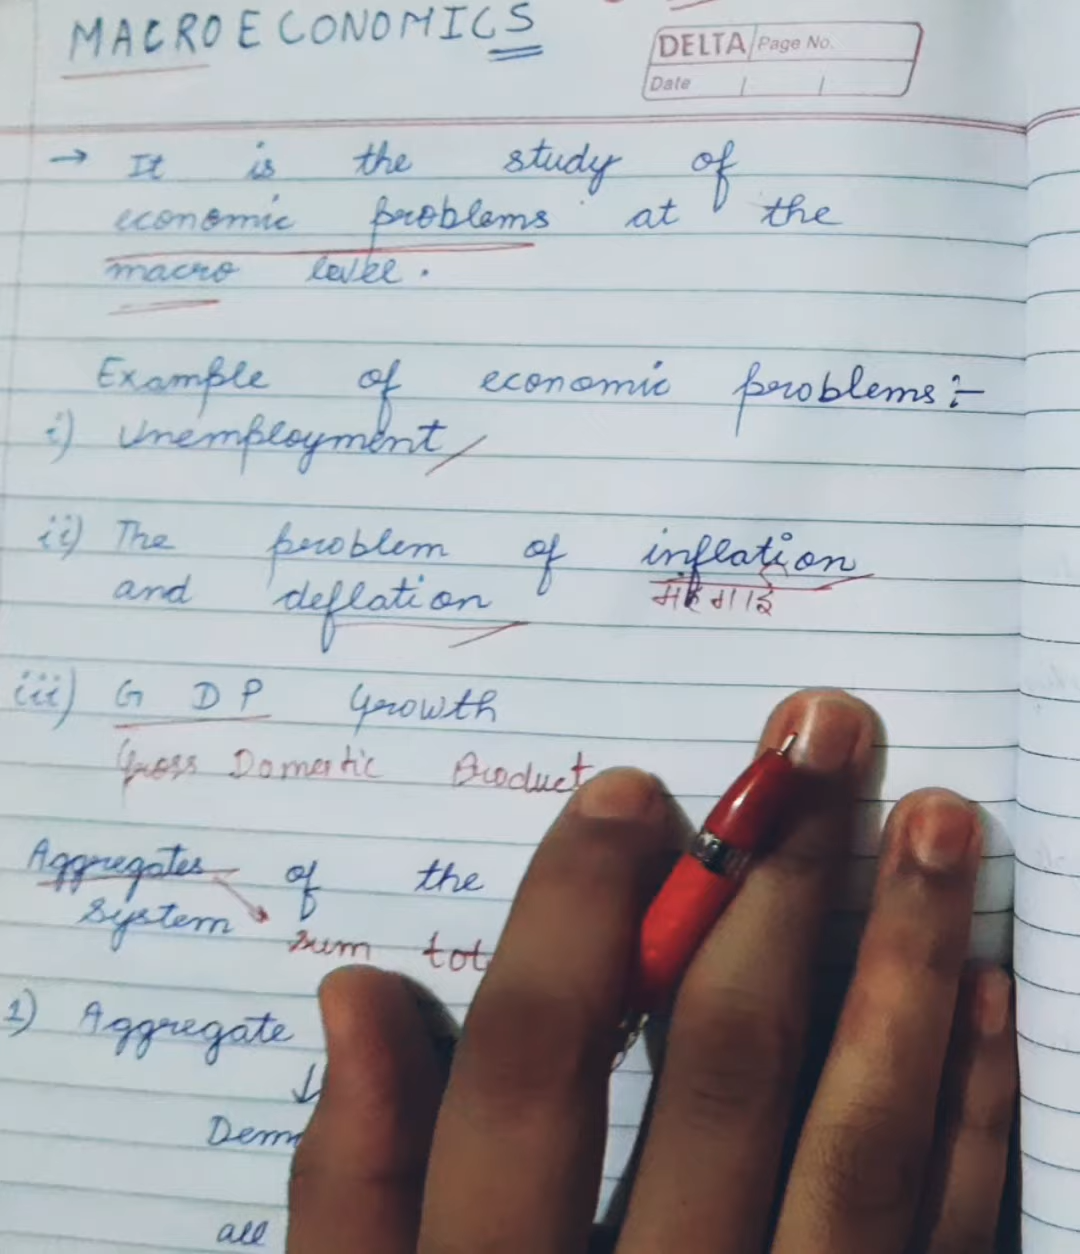 MACROECONOMICS
DELTA Page No.
Date
→ It is the study of
economic problems at the
macro level.
Example of economic problems :-
i) Unemployment
ii) The problem of inflation
and deflation महंगाई
iii) G D P Growth
Gross Domestic Product
Aggregates of the
system sum
1) Aggregate
↓
all